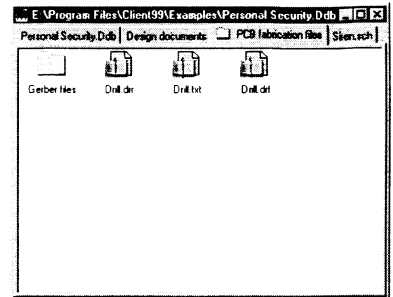 E:\Program Files\Client99\Examples\Personal Security.Ddb
Personal Security.Ddb Design documents PCB fabrication files Siren.sch
Gerber files Drill.drr Drill.txt Drill.drl